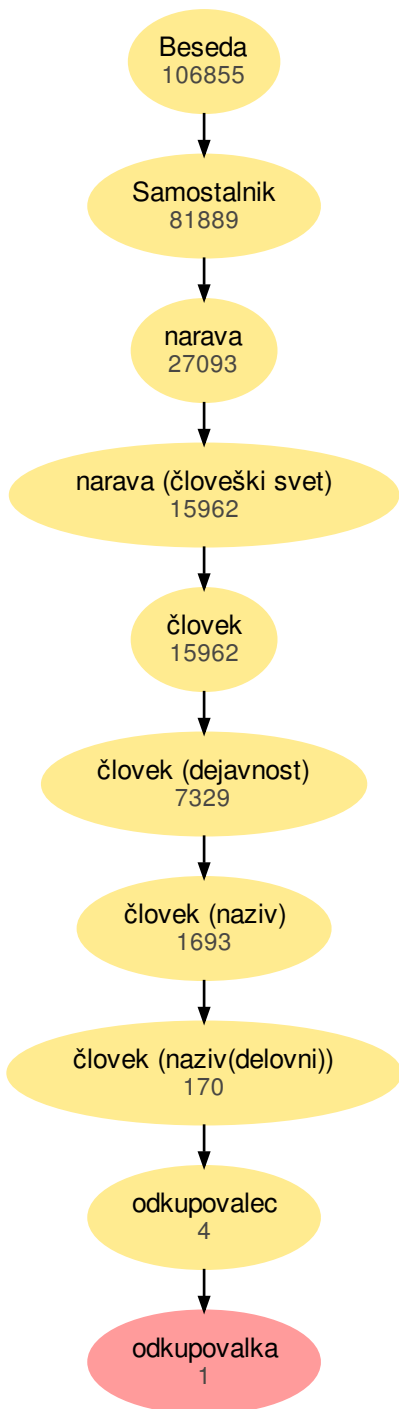 Beseda
106855
Samostalnik
81889
narava
27093
narava (človeški svet)
15962
človek
15962
človek (dejavnost)
7329
človek (naziv)
1693
človek (naziv(delovni))
170
odkupovalec
4
odkupovalka
1